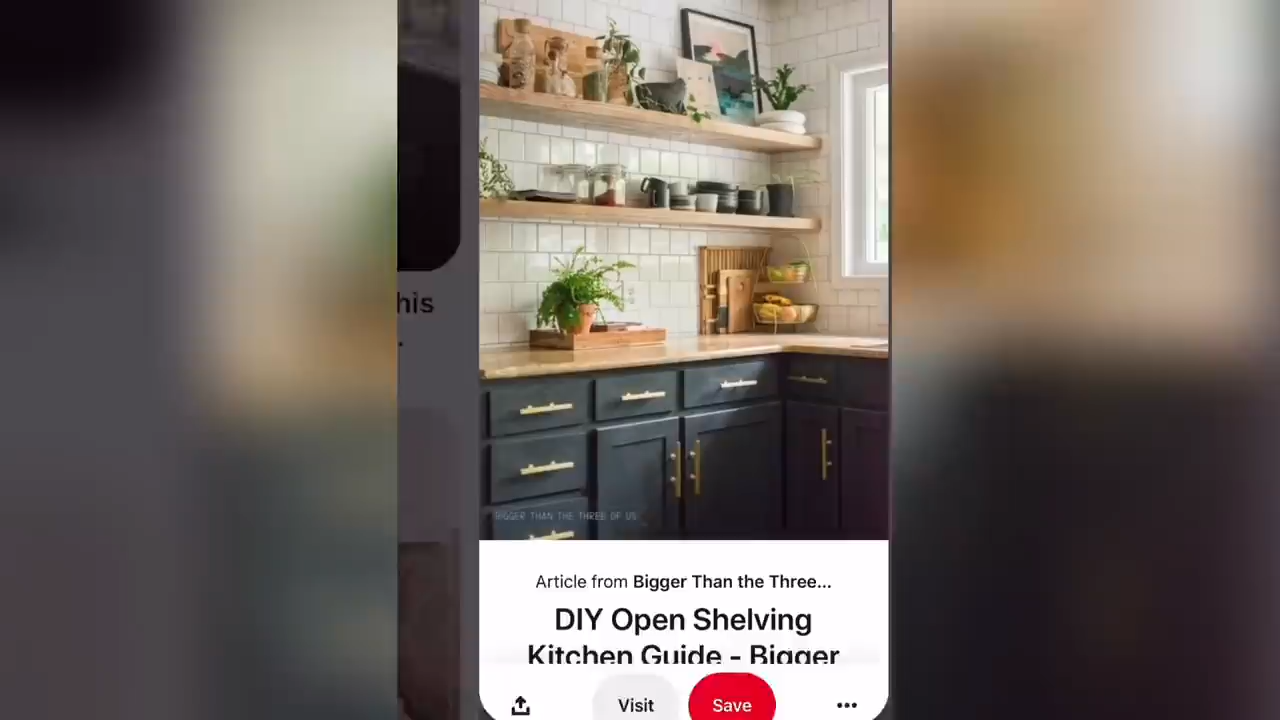 his
BIGGER THAN THE THREE OF US
Article from Bigger Than the Three...
DIY Open Shelving
Kitchen Guide - Bigger
Visit
Save